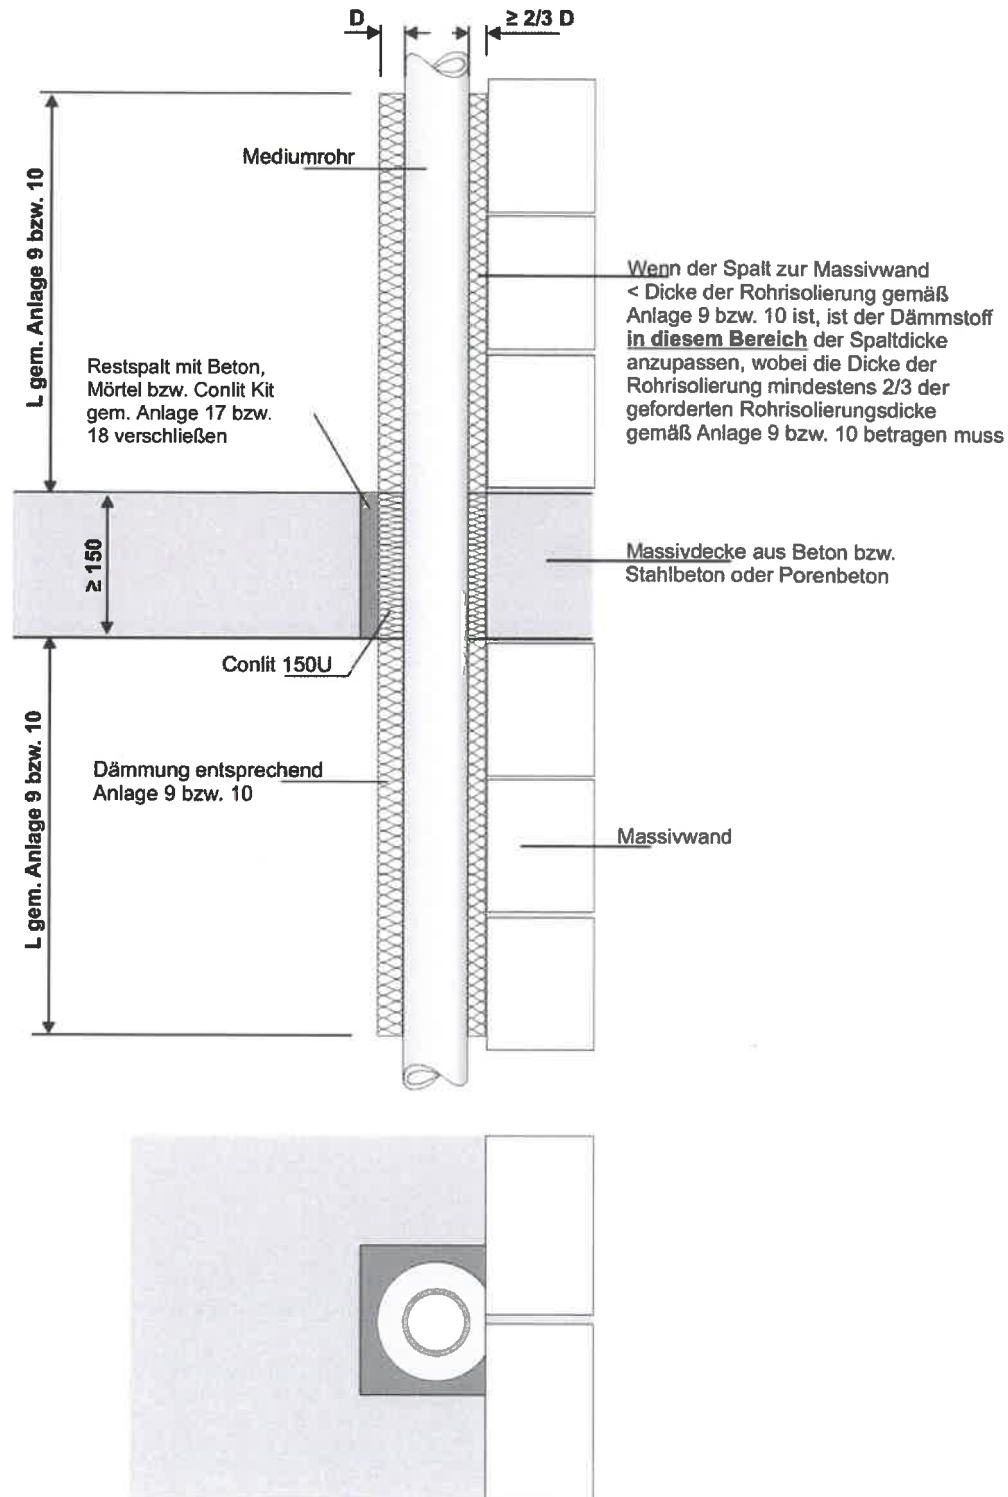 D
≥ 2/3 D
L gem. Anlage 9 bzw. 10
Mediumrohr
Wenn der Spalt zur Massivwand
< Dicke der Rohrisolierung gemäß
Anlage 9 bzw. 10 ist, ist der Dämmstoff
in diesem Bereich der Spaltdicke
anzupassen, wobei die Dicke der
Rohrisolierung mindestens 2/3 der
geforderten Rohrisolierungsdicke
gemäß Anlage 9 bzw. 10 betragen muss
Restspalt mit Beton,
Mörtel bzw. Conlit Kit
gem. Anlage 17 bzw.
18 verschließen
≥ 150
Massivdecke aus Beton bzw.
Stahlbeton oder Porenbeton
Conlit 150U
L gem. Anlage 9 bzw. 10
Dämmung entsprechend
Anlage 9 bzw. 10
Massivwand